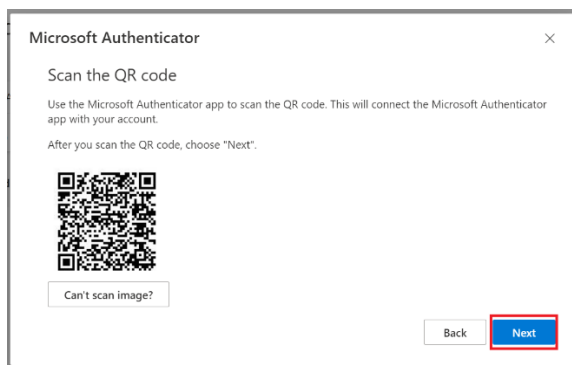 Microsoft Authenticator
Scan the QR code
Use the Microsoft Authenticator app to scan the QR code. This will connect the Microsoft Authenticator
app with your account.
After you scan the QR code, choose "Next".
Can't scan image?
Back
Next